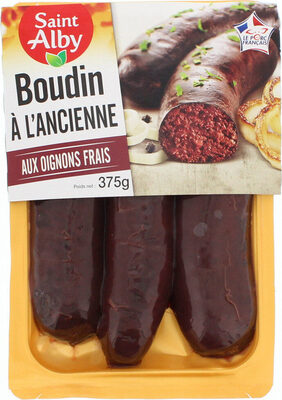 Saint
Alby
LE PORC
FRANÇAIS
Boudin
À L'ANCIENNE
AUX OIGNONS FRAIS
Poids net : 375g